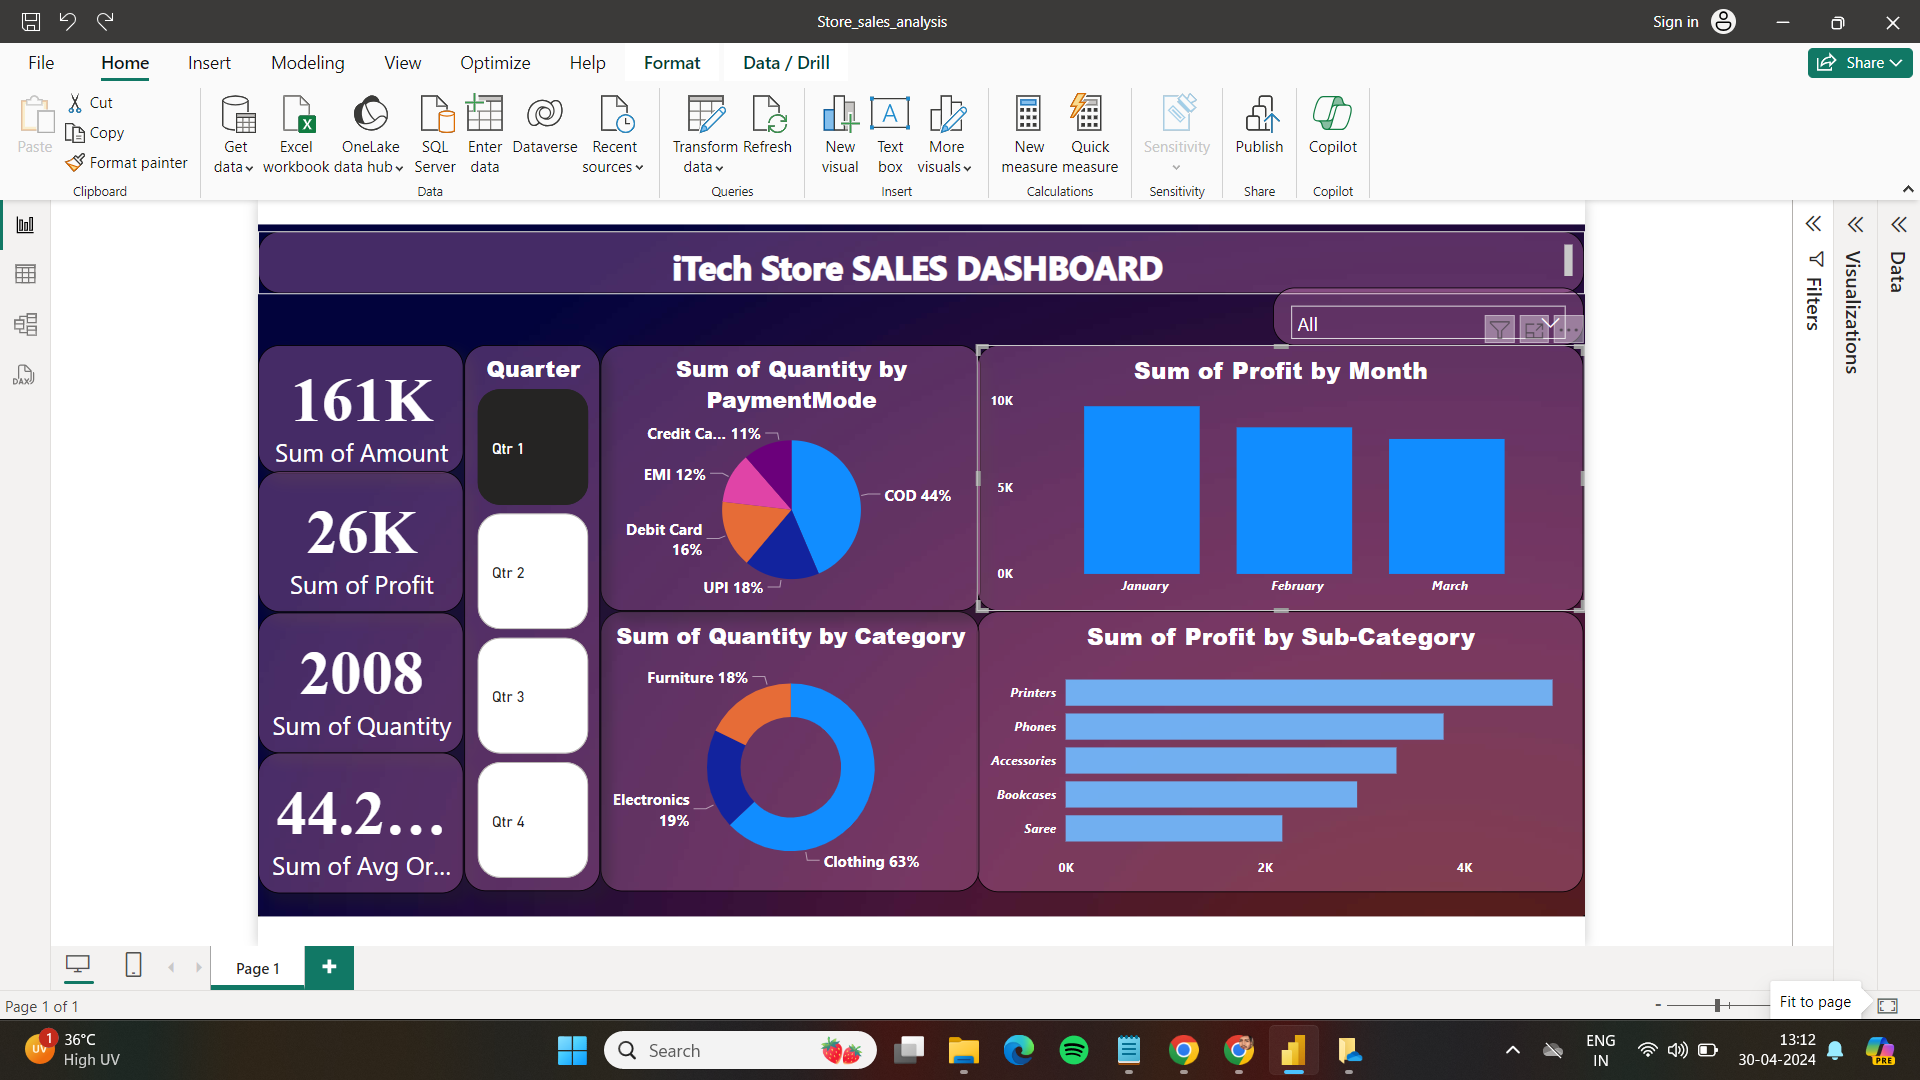 Store_sales_analysis
Sign in
File Home Insert Modeling View Optimize Help Format Data / Drill
Share
Paste
Cut
Copy
Format painter
Clipboard
Get data
Excel workbook
OneLake data hub
SQL Server
Enter data
Dataverse
Recent sources
Data
Transform data
Refresh
Queries
New visual
Text box
More visuals
Insert
New measure
Quick measure
Calculations
Sensitivity
Sensitivity
Publish
Share
Copilot
Copilot
DAX
iTech Store SALES DASHBOARD
All
161K
Sum of Amount
26K
Sum of Profit
2008
Sum of Quantity
44.2...
Sum of Avg Or...
Quarter
Qtr 1
Qtr 2
Qtr 3
Qtr 4
Sum of Quantity by
PaymentMode
Credit Ca... 11%
EMI 12%
COD 44%
Debit Card
16%
UPI 18%
Sum of Profit by Month
10K
5K
0K
January February March
Sum of Quantity by Category
Furniture 18%
Electronics
19%
Clothing 63%
Sum of Profit by Sub-Category
Printers
Phones
Accessories
Bookcases
Saree
0K 2K 4K
Filters
Visualizations
Data
Page 1
Page 1 of 1
Fit to page
UV
1
36°C
High UV
Search
ENG
IN
13:12
30-04-2024
PRE